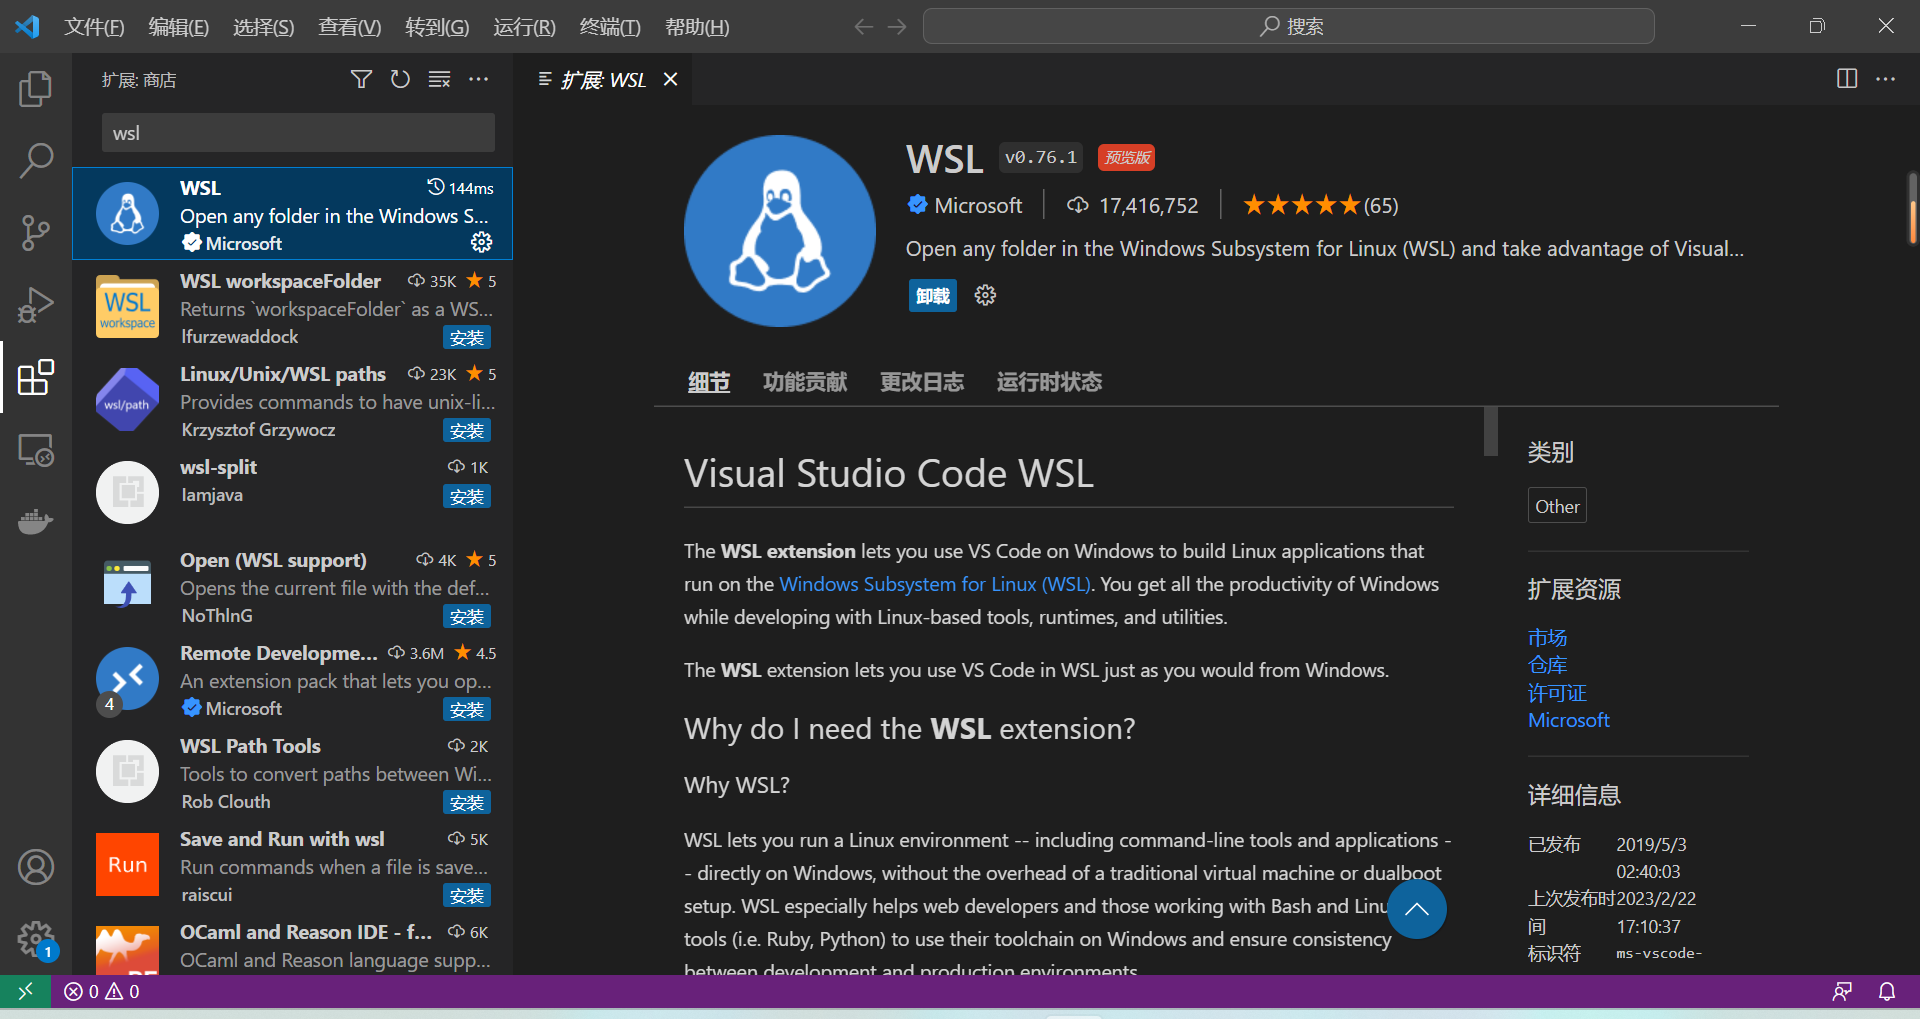 文件(F) 编辑(E) 选择(S) 查看(V) 转到(G) 运行(R) 终端(T) 帮助(H) 搜索
扩展: 商店
wsl
WSL 144ms
Open any folder in the Windows S...
Microsoft
WSL workspaceFolder 35K 5
Returns `workspaceFolder` as a WS...
lfurzewaddock 安装
WSL
workspace
Linux/Unix/WSL paths 23K 5
Provides commands to have unix-li...
Krzysztof Grzywocz 安装
wsl/path
wsl-split 1K
lamjava 安装
Open (WSL support) 4K 5
Opens the current file with the def...
NoThlnG 安装
Remote Developme... 3.6M 4.5
An extension pack that lets you op...
4 Microsoft 安装
WSL Path Tools 2K
Tools to convert paths between Wi...
Rob Clouth 安装
Save and Run with wsl 5K
Run commands when a file is save...
raiscui 安装
Run
OCaml and Reason IDE - f... 6K
OCaml and Reason language supp...
扩展: WSL
WSL v0.76.1 预览版
Microsoft 17,416,752 (65)
Open any folder in the Windows Subsystem for Linux (WSL) and take advantage of Visual...
卸载
细节 功能贡献 更改日志 运行时状态
Visual Studio Code WSL
The WSL extension lets you use VS Code on Windows to build Linux applications that
run on the Windows Subsystem for Linux (WSL). You get all the productivity of Windows
while developing with Linux-based tools, runtimes, and utilities.
The WSL extension lets you use VS Code in WSL just as you would from Windows.
Why do I need the WSL extension?
Why WSL?
WSL lets you run a Linux environment -- including command-line tools and applications -
- directly on Windows, without the overhead of a traditional virtual machine or dualboot
setup. WSL especially helps web developers and those working with Bash and Linu
tools (i.e. Ruby, Python) to use their toolchain on Windows and ensure consistency
between development and production environments.
类别
Other
扩展资源
市场
仓库
许可证
Microsoft
详细信息
已发布 2019/5/3
02:40:03
上次发布时 2023/2/22
间 17:10:37
标识符 ms-vscode-
1
0 0